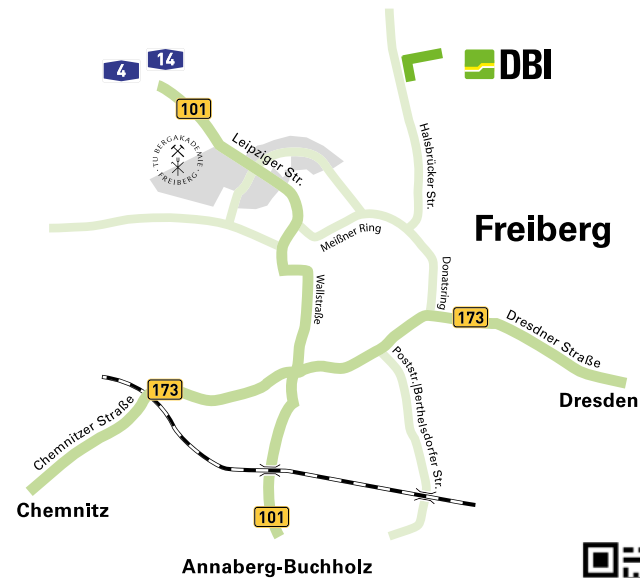 14
4
DBI
101
Leipziger Str.
TU BERGAKADEMIE
FREIBERG
Halsbrücker Str.
Freiberg
Meißner Ring
Donatsring
Wallstraße
173
Dresdner Straße
Poststr.|Berthelsdorfer Str.
Dresden
173
Chemnitzer Straße
Chemnitz
101
Annaberg-Buchholz